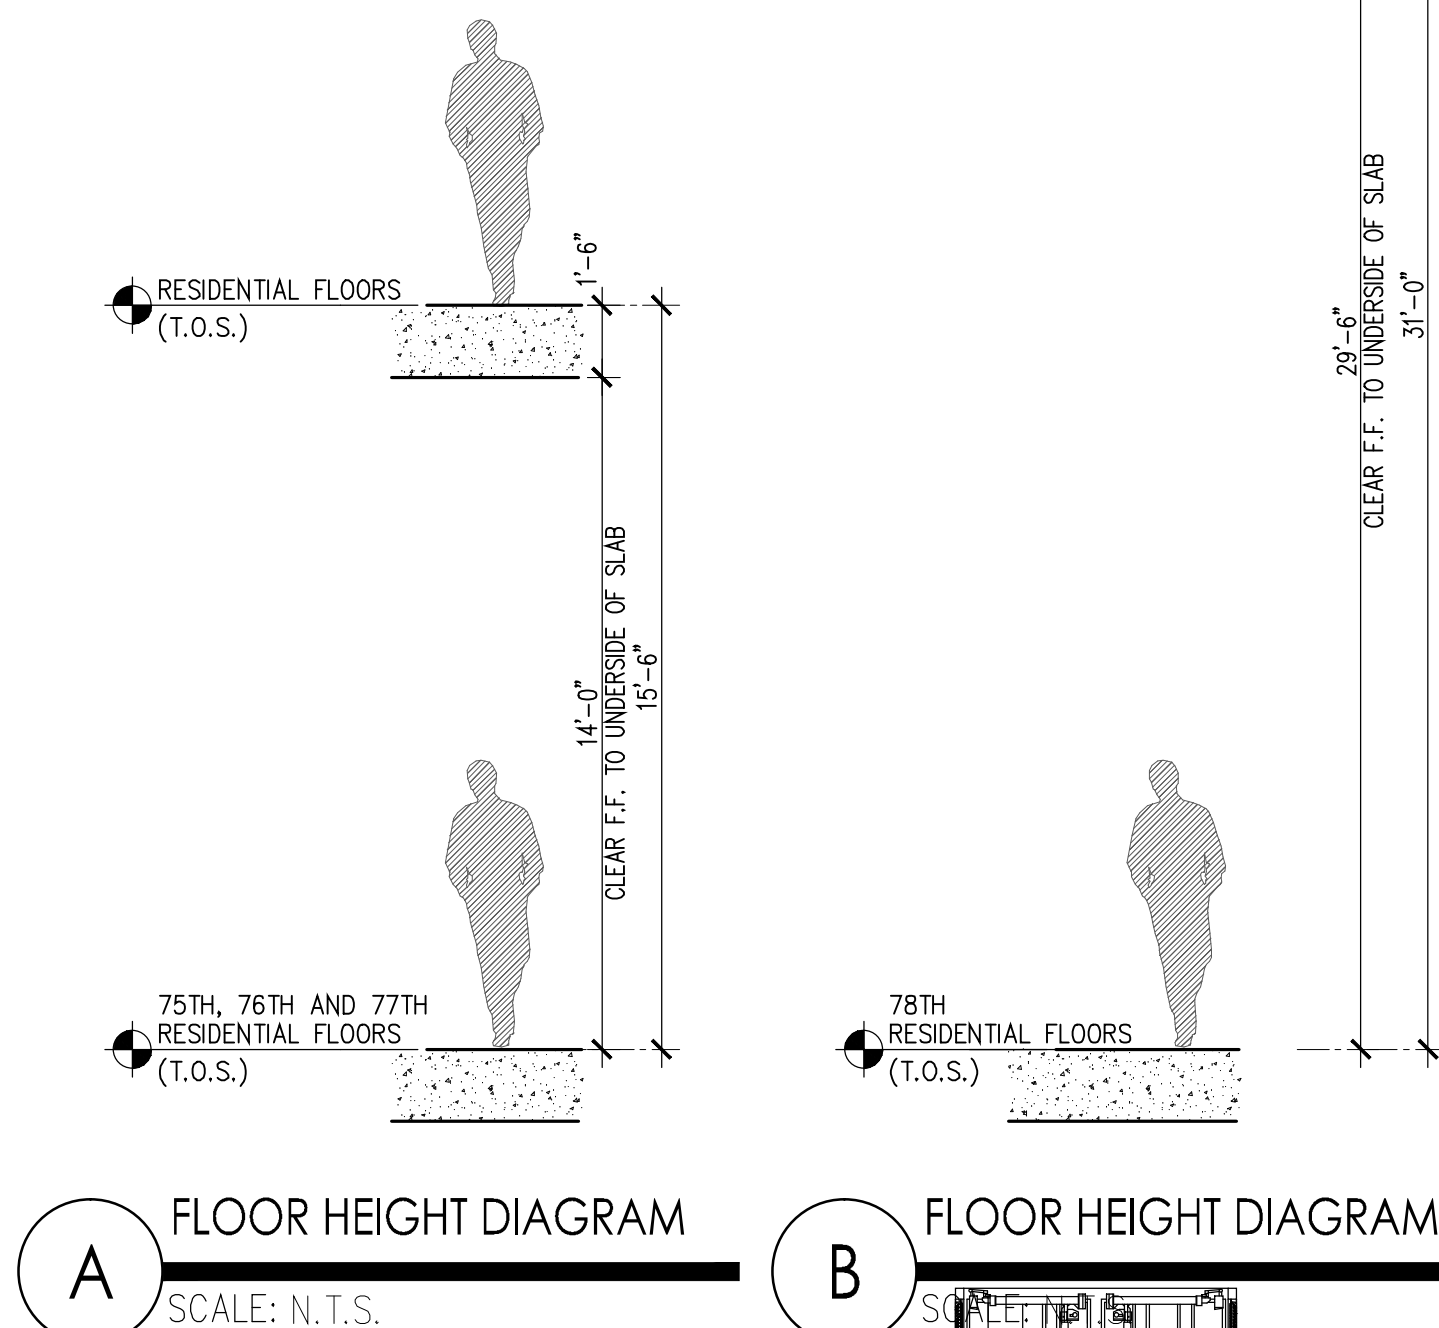 1'-6"
RESIDENTIAL FLOORS
(T.O.S.)
14'-0"
CLEAR F.F. TO UNDERSIDE OF SLAB
15'-6"
75TH, 76TH AND 77TH
RESIDENTIAL FLOORS
(T.O.S.)
A
FLOOR HEIGHT DIAGRAM
SCALE: N.T.S.
29'-6"
CLEAR F.F. TO UNDERSIDE OF SLAB
31'-0"
78TH
RESIDENTIAL FLOORS
(T.O.S.)
B
FLOOR HEIGHT DIAGRAM
SCALE: N.T.S.